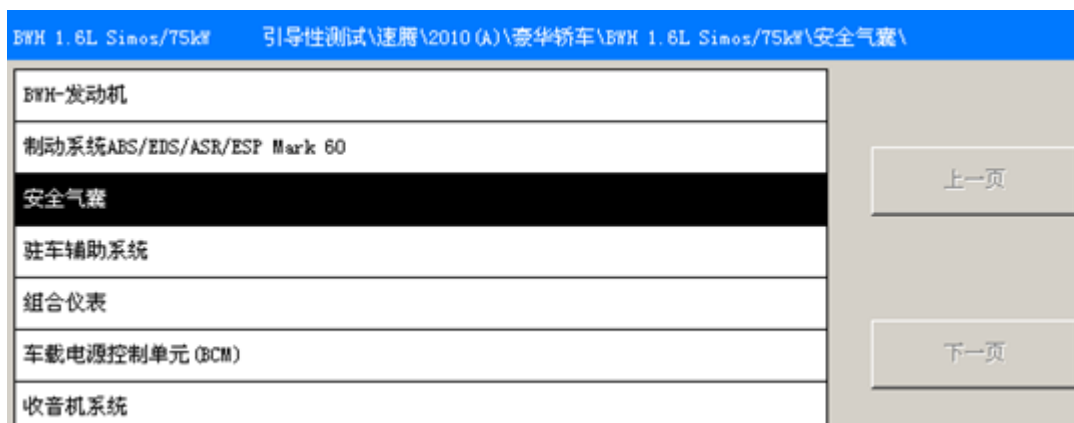 BWH 1.6L Simos/75kW 引导性测试\速腾\2010(A)\豪华轿车\BWH 1.6L Simos/75kW\安全气囊\
BWH-发动机
制动系统ABS/EDS/ASR/ESP Mark 60
安全气囊
上一页
驻车辅助系统
组合仪表
车载电源控制单元(BCM)
下一页
收音机系统